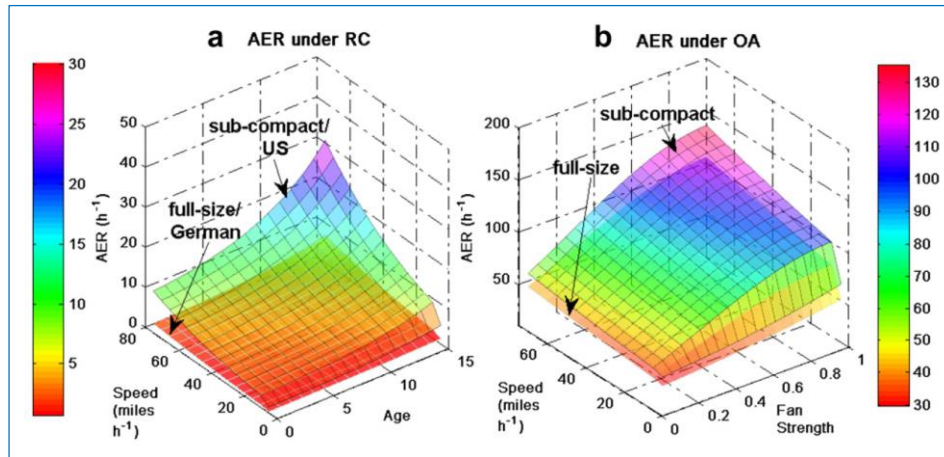 a AER under RC
b AER under OA
30
25
20
15
10
5
50
40
30
20
10
0
AER (h⁻¹)
sub-compact/
US
full-size/
German
80
60
40
20
0
Speed
(miles
h⁻¹)
0
5
10
15
Age
200
150
100
50
AER (h⁻¹)
sub-compact
full-size
60
40
20
0
Speed
(miles
h⁻¹)
0
0.2
0.4
0.6
0.8
1
Fan
Strength
130
120
110
100
90
80
70
60
50
40
30